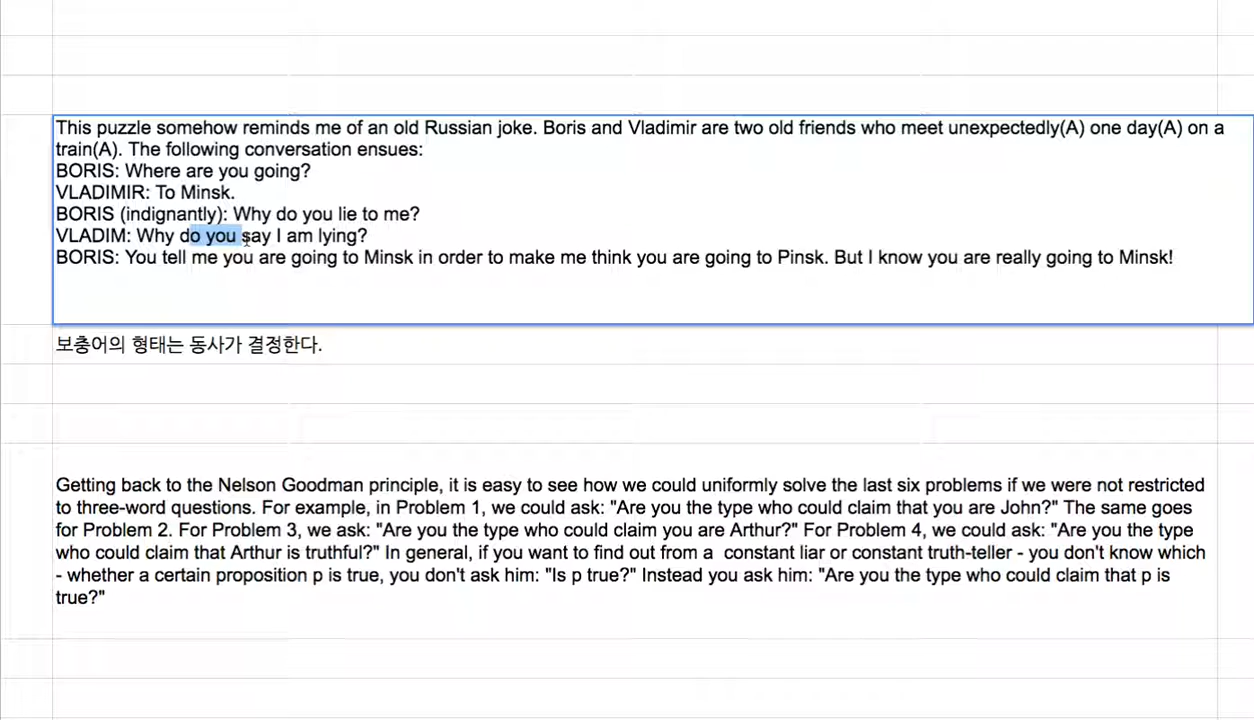 This puzzle somehow reminds me of an old Russian joke. Boris and Vladimir are two old friends who meet unexpectedly(A) one day(A) on a
train(A). The following conversation ensues:
BORIS: Where are you going?
VLADIMIR: To Minsk.
BORIS (indignantly): Why do you lie to me?
VLADIM: Why do you say I am lying?
BORIS: You tell me you are going to Minsk in order to make me think you are going to Pinsk. But I know you are really going to Minsk!
보충어의 형태는 동사가 결정한다.
Getting back to the Nelson Goodman principle, it is easy to see how we could uniformly solve the last six problems if we were not restricted
to three-word questions. For example, in Problem 1, we could ask: "Are you the type who could claim that you are John?" The same goes
for Problem 2. For Problem 3, we ask: "Are you the type who could claim you are Arthur?" For Problem 4, we could ask: "Are you the type
who could claim that Arthur is truthful?" In general, if you want to find out from a  constant liar or constant truth-teller - you don't know which
- whether a certain proposition p is true, you don't ask him: "Is p true?" Instead you ask him: "Are you the type who could claim that p is
true?"